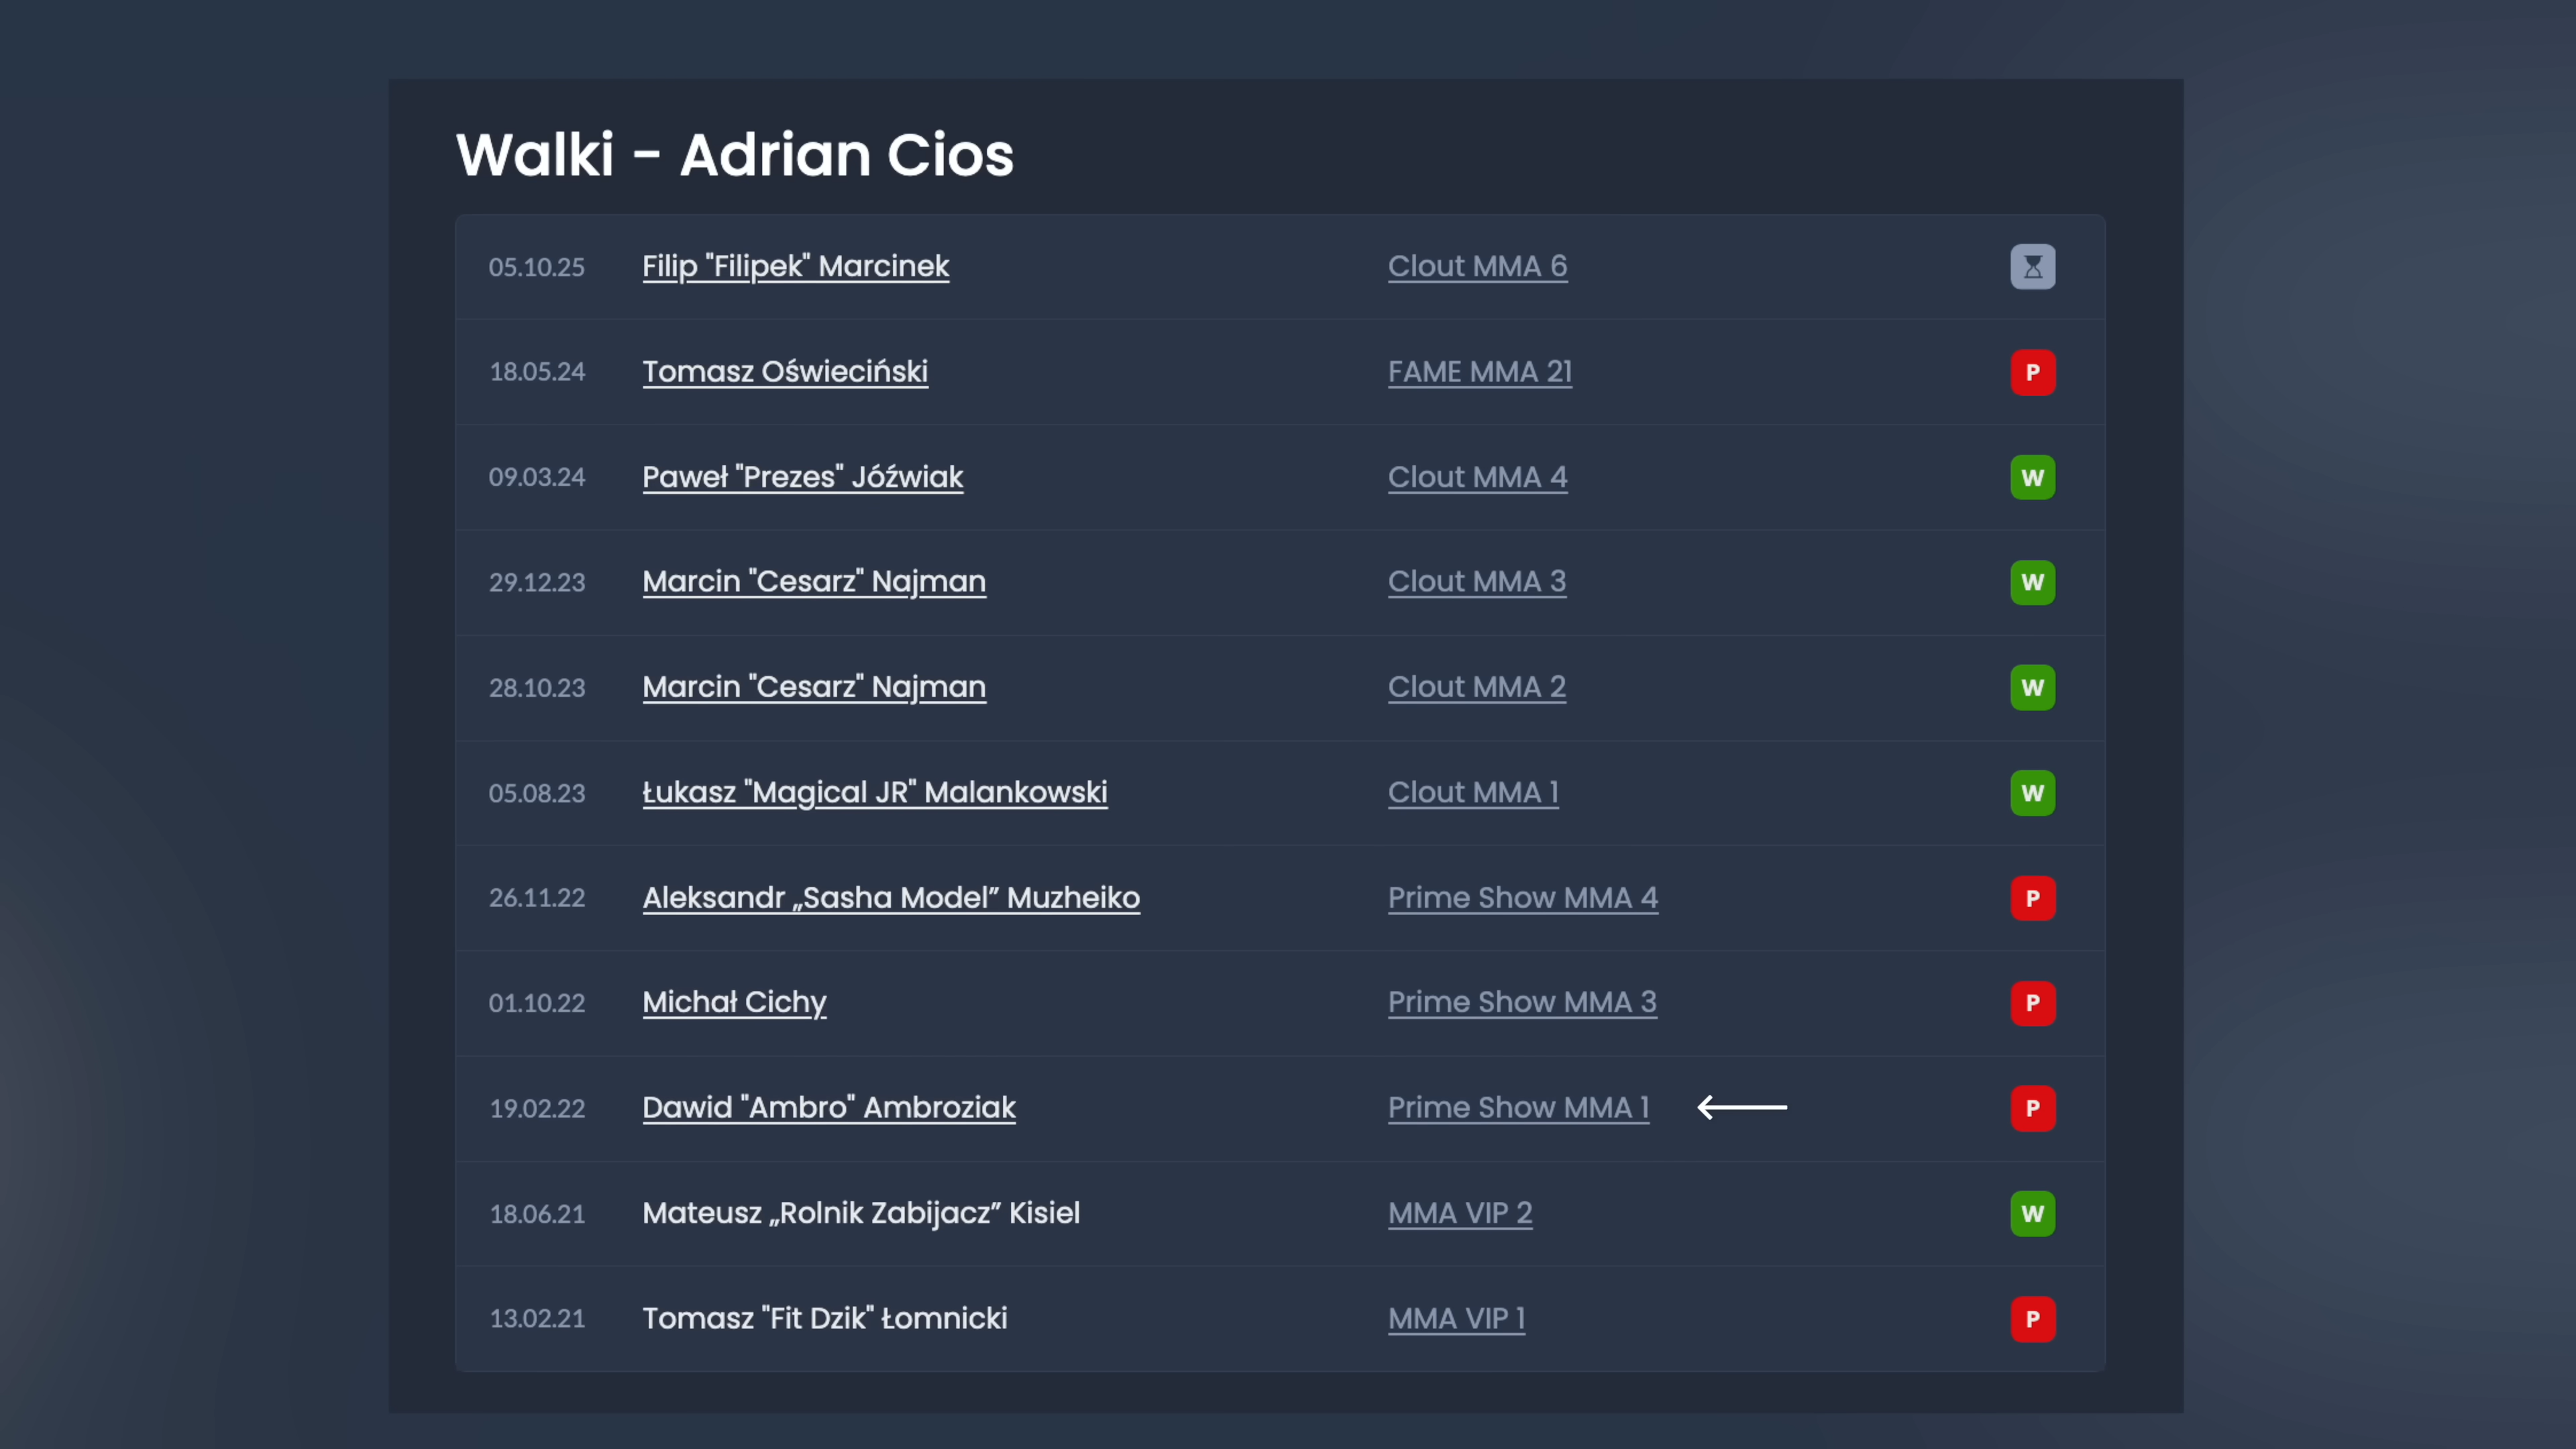 Walki - Adrian Cios
05.10.25 Filip "Filipek" Marcinek Clout MMA 6
18.05.24 Tomasz Oświeciński FAME MMA 21 P
09.03.24 Paweł "Prezes" Jóźwiak Clout MMA 4 W
29.12.23 Marcin "Cesarz" Najman Clout MMA 3 W
28.10.23 Marcin "Cesarz" Najman Clout MMA 2 W
05.08.23 Łukasz "Magical JR" Malankowski Clout MMA 1 W
26.11.22 Aleksandr „Sasha Model” Muzheiko Prime Show MMA 4 P
01.10.22 Michał Cichy Prime Show MMA 3 P
19.02.22 Dawid "Ambro" Ambroziak Prime Show MMA 1 P
18.06.21 Mateusz „Rolnik Zabijacz” Kisiel MMA VIP 2 W
13.02.21 Tomasz "Fit Dzik" Łomnicki MMA VIP 1 P